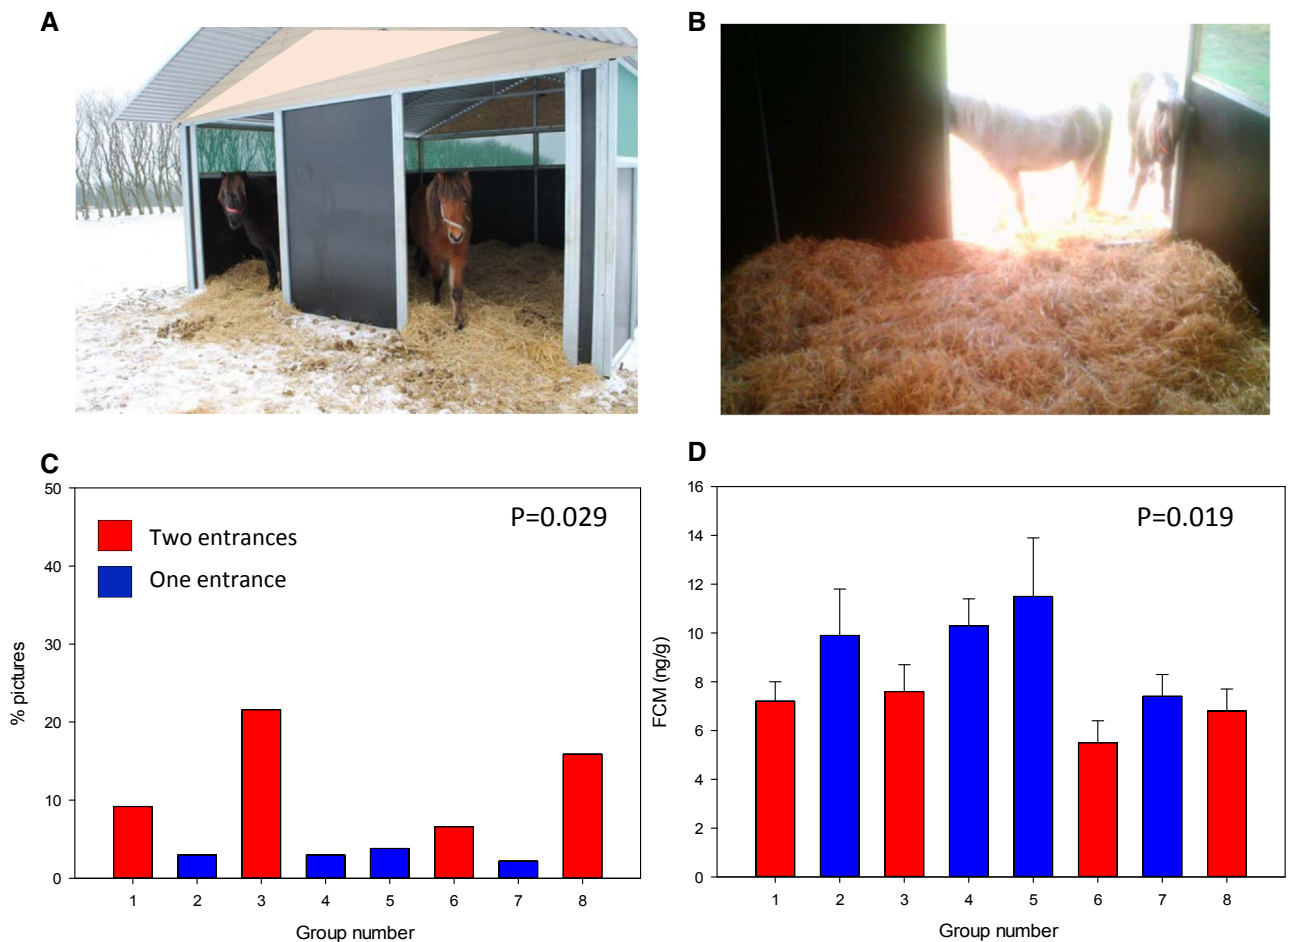 A
B
C
50
40
30
20
10
0
% pictures
Two entrances
One entrance
P=0.029
1 2 3 4 5 6 7 8
Group number
D
16
14
12
10
8
6
4
2
0
FCM (ng/g)
P=0.019
1 2 3 4 5 6 7 8
Group number